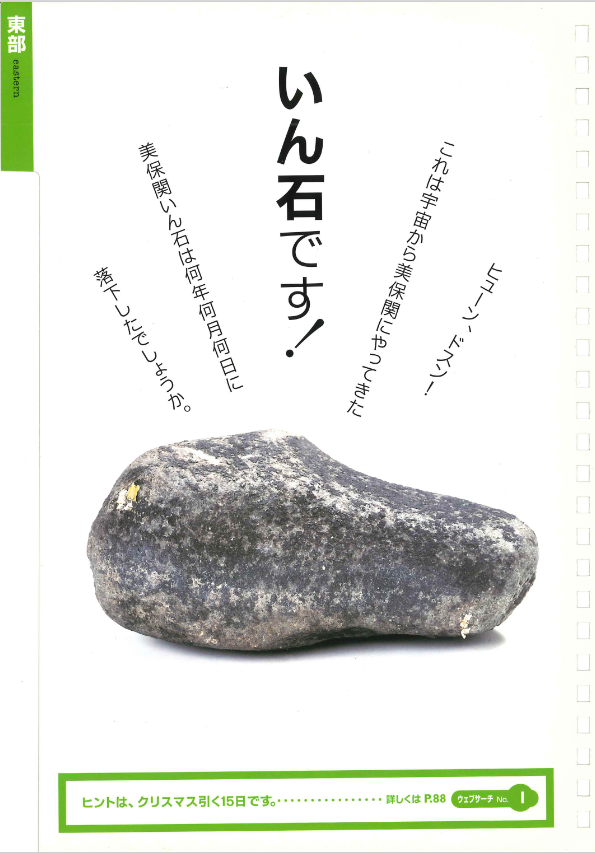 東部
eastern
ヒューン、ドスン！
これは宇宙から美保関にやってきた
いん石です！
美保関いん石は何年何月何日に
落下したでしょうか。
ヒントは、クリスマス引く15日です。・・・・・・・・・・・・・・・・詳しくは P.88 ウェブサーチ No. 1